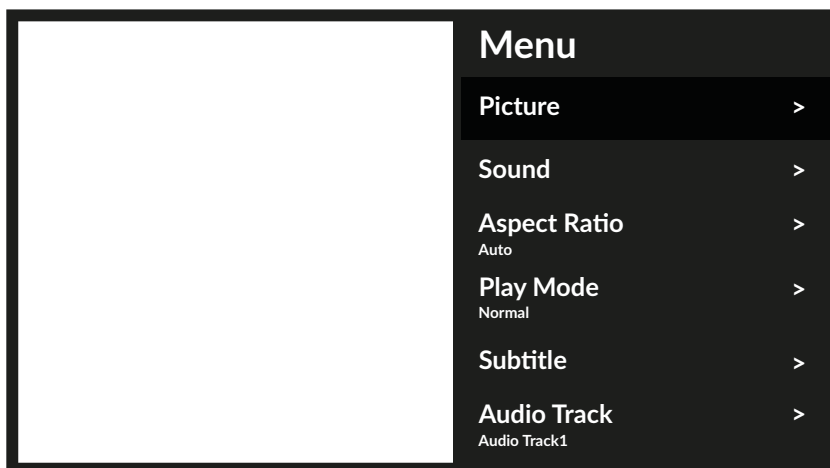 Menu
Picture >
Sound >
Aspect Ratio >
Auto
Play Mode >
Normal
Subtitle >
Audio Track >
Audio Track1